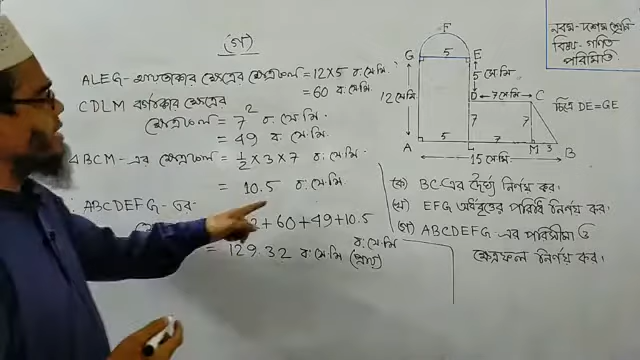 (গ)
ALEG-আয়তাকার ক্ষেত্রের ক্ষেত্রফল = 12×5 ব:সে:মি:
= 60 ব:সে:মি:
CDLM বর্গাকার ক্ষেত্রের
ক্ষেত্রফল = 7² ব:সে:মি:
= 49 ব:সে:মি:
BCM-এর ক্ষেত্রফল = 1/2 × 3 × 7 ব:সে:মি:
= 10.5 ব:সে:মি:
ABCDEFG-এর
2+60+49+10.5
ব:সে:মি
= 129.32 ব:সে:মি (প্রায়)
F
G 5 E
5 সে:মি
12 সে:মি
D 7 সে:মি C
7 7
A 5 L 7 M 3 B
15 সে:মি
চিত্রে DE=GE
নবম-দশম শ্রেণি
বিষয়-গণিত
পরিমিতি
(ক) BC এর দৈর্ঘ্য নির্ণয় কর।
(খ) EFG অর্ধবৃত্তের পরিধি নির্ণয় কর।
(গ) ABCDEFG-এর পরিসীমা ও
ক্ষেত্রফল নির্ণয় কর।